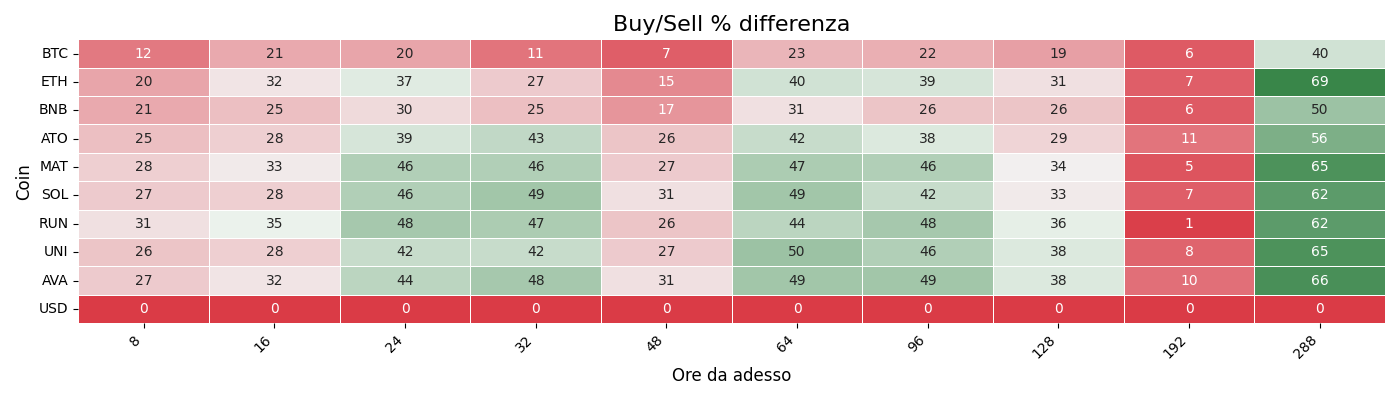 Buy/Sell % differenza
Coin
BTC 12 21 20 11 7 23 22 19 6 40
ETH 20 32 37 27 15 40 39 31 7 69
BNB 21 25 30 25 17 31 26 26 6 50
ATO 25 28 39 43 26 42 38 29 11 56
MAT 28 33 46 46 27 47 46 34 5 65
SOL 27 28 46 49 31 49 42 33 7 62
RUN 31 35 48 47 26 44 48 36 1 62
UNI 26 28 42 42 27 50 46 38 8 65
AVA 27 32 44 48 31 49 49 38 10 66
USD 0 0 0 0 0 0 0 0 0 0
8 16 24 32 48 64 96 128 192 288
Ore da adesso